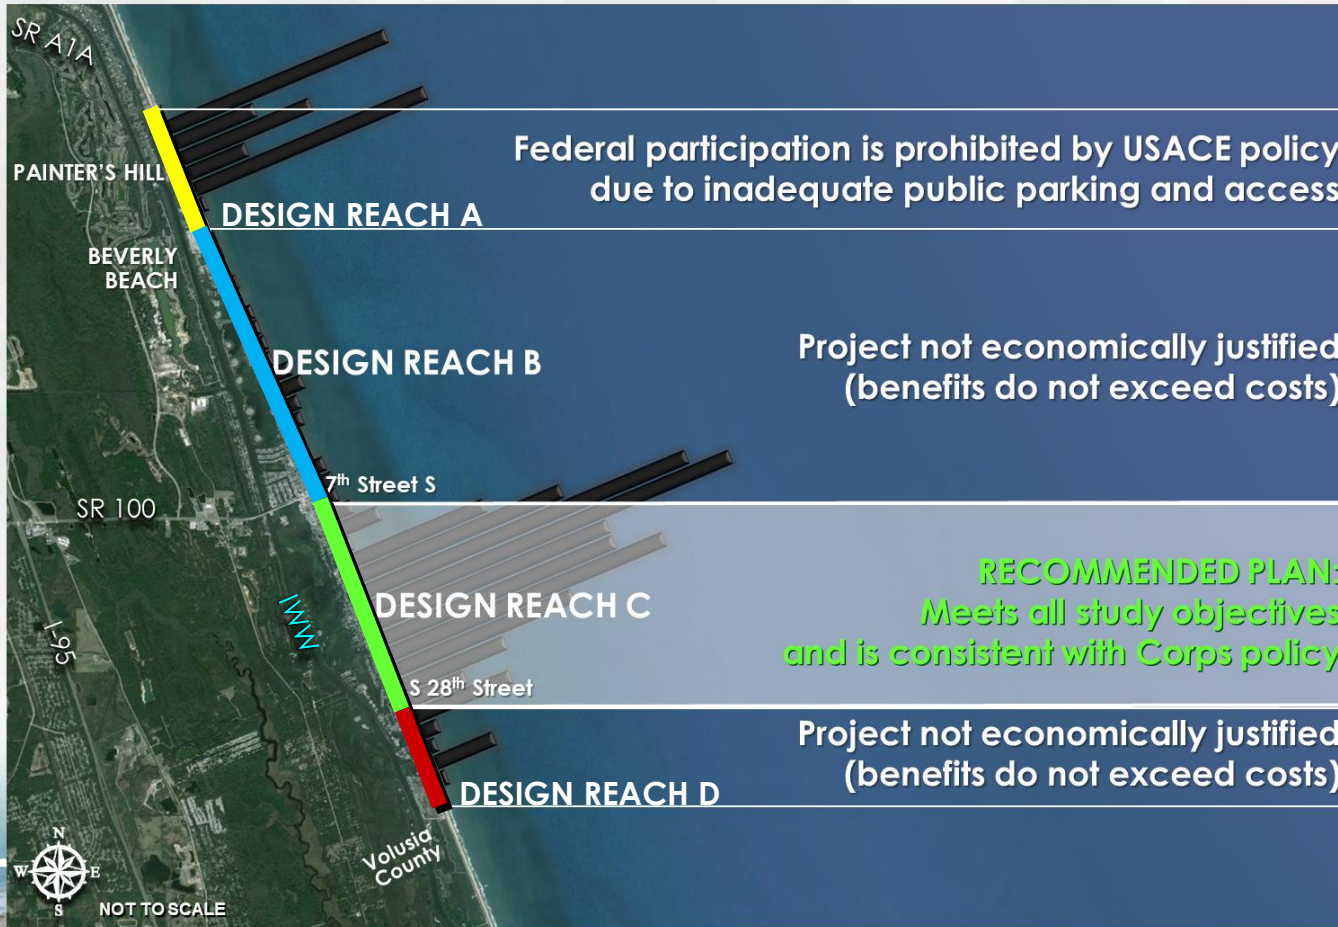 SR A1A
Federal participation is prohibited by USACE policy
due to inadequate public parking and access
PAINTER'S HILL
DESIGN REACH A
BEVERLY
BEACH
DESIGN REACH B
Project not economically justified
(benefits do not exceed costs)
7th Street S
SR 100
RECOMMENDED PLAN:
Meets all study objectives
and is consistent with Corps policy
DESIGN REACH C
IWW
I-95
S 28th Street
Project not economically justified
(benefits do not exceed costs)
DESIGN REACH D
Volusia
County
N
W E
S
NOT TO SCALE